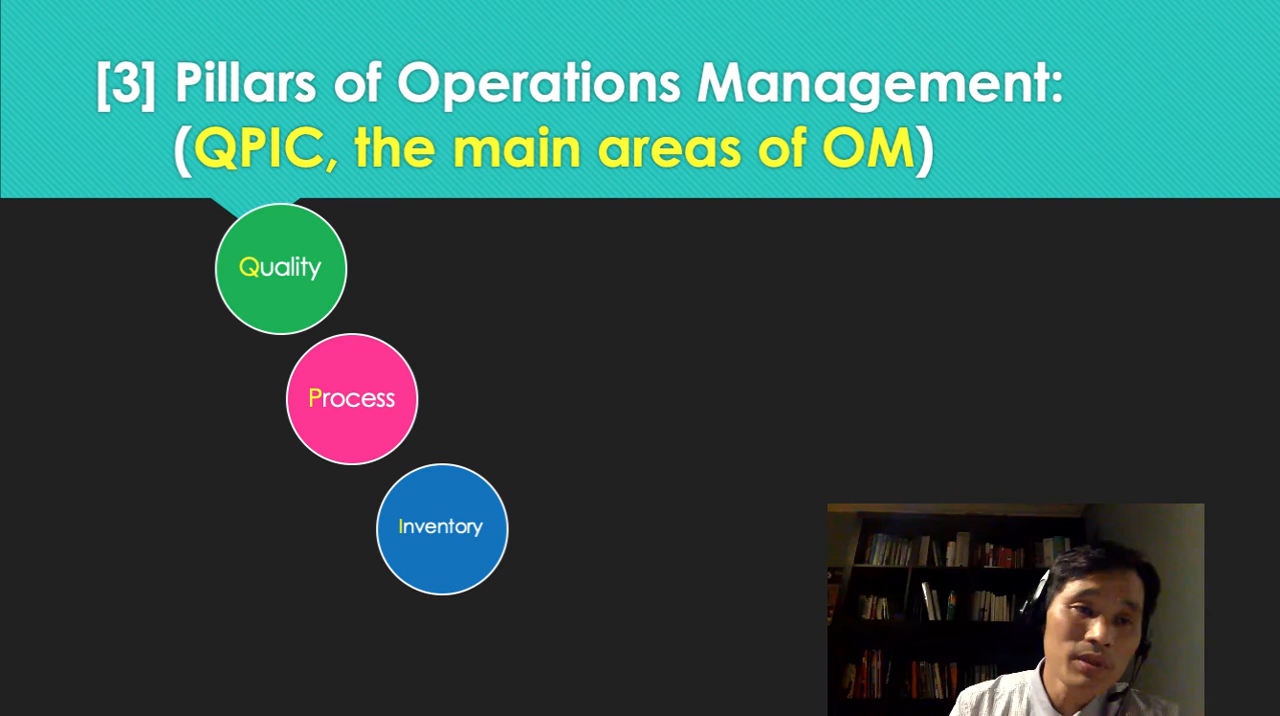 [3] Pillars of Operations Management:
(QPIC, the main areas of OM)
Quality
Process
Inventory